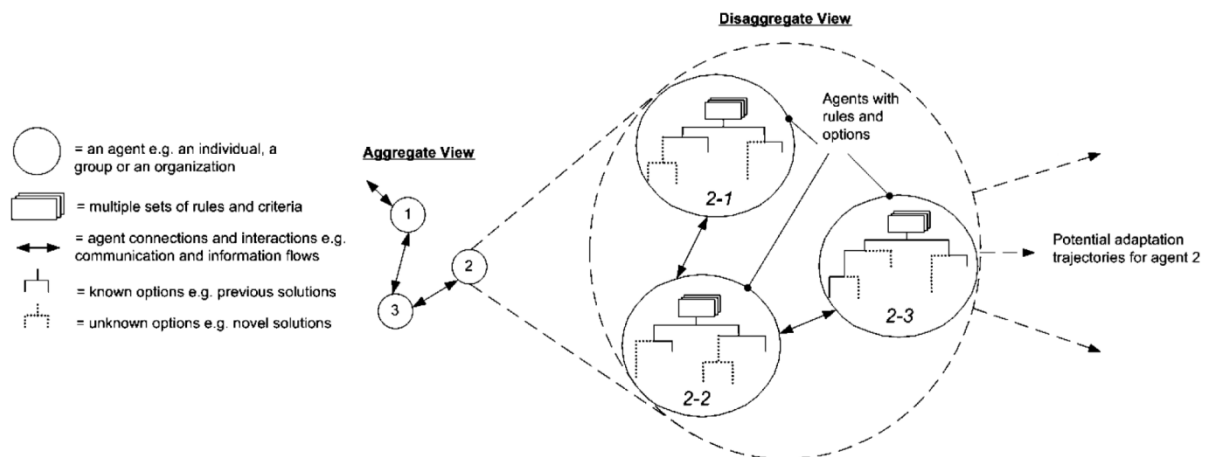 Disaggregate View
= an agent e.g. an individual, a
group or an organization
= multiple sets of rules and criteria
= agent connections and interactions e.g.
communication and information flows
= known options e.g. previous solutions
= unknown options e.g. novel solutions
Aggregate View
1
2
3
2-1
Agents with
rules and
options
2-2
2-3
Potential adaptation
trajectories for agent 2